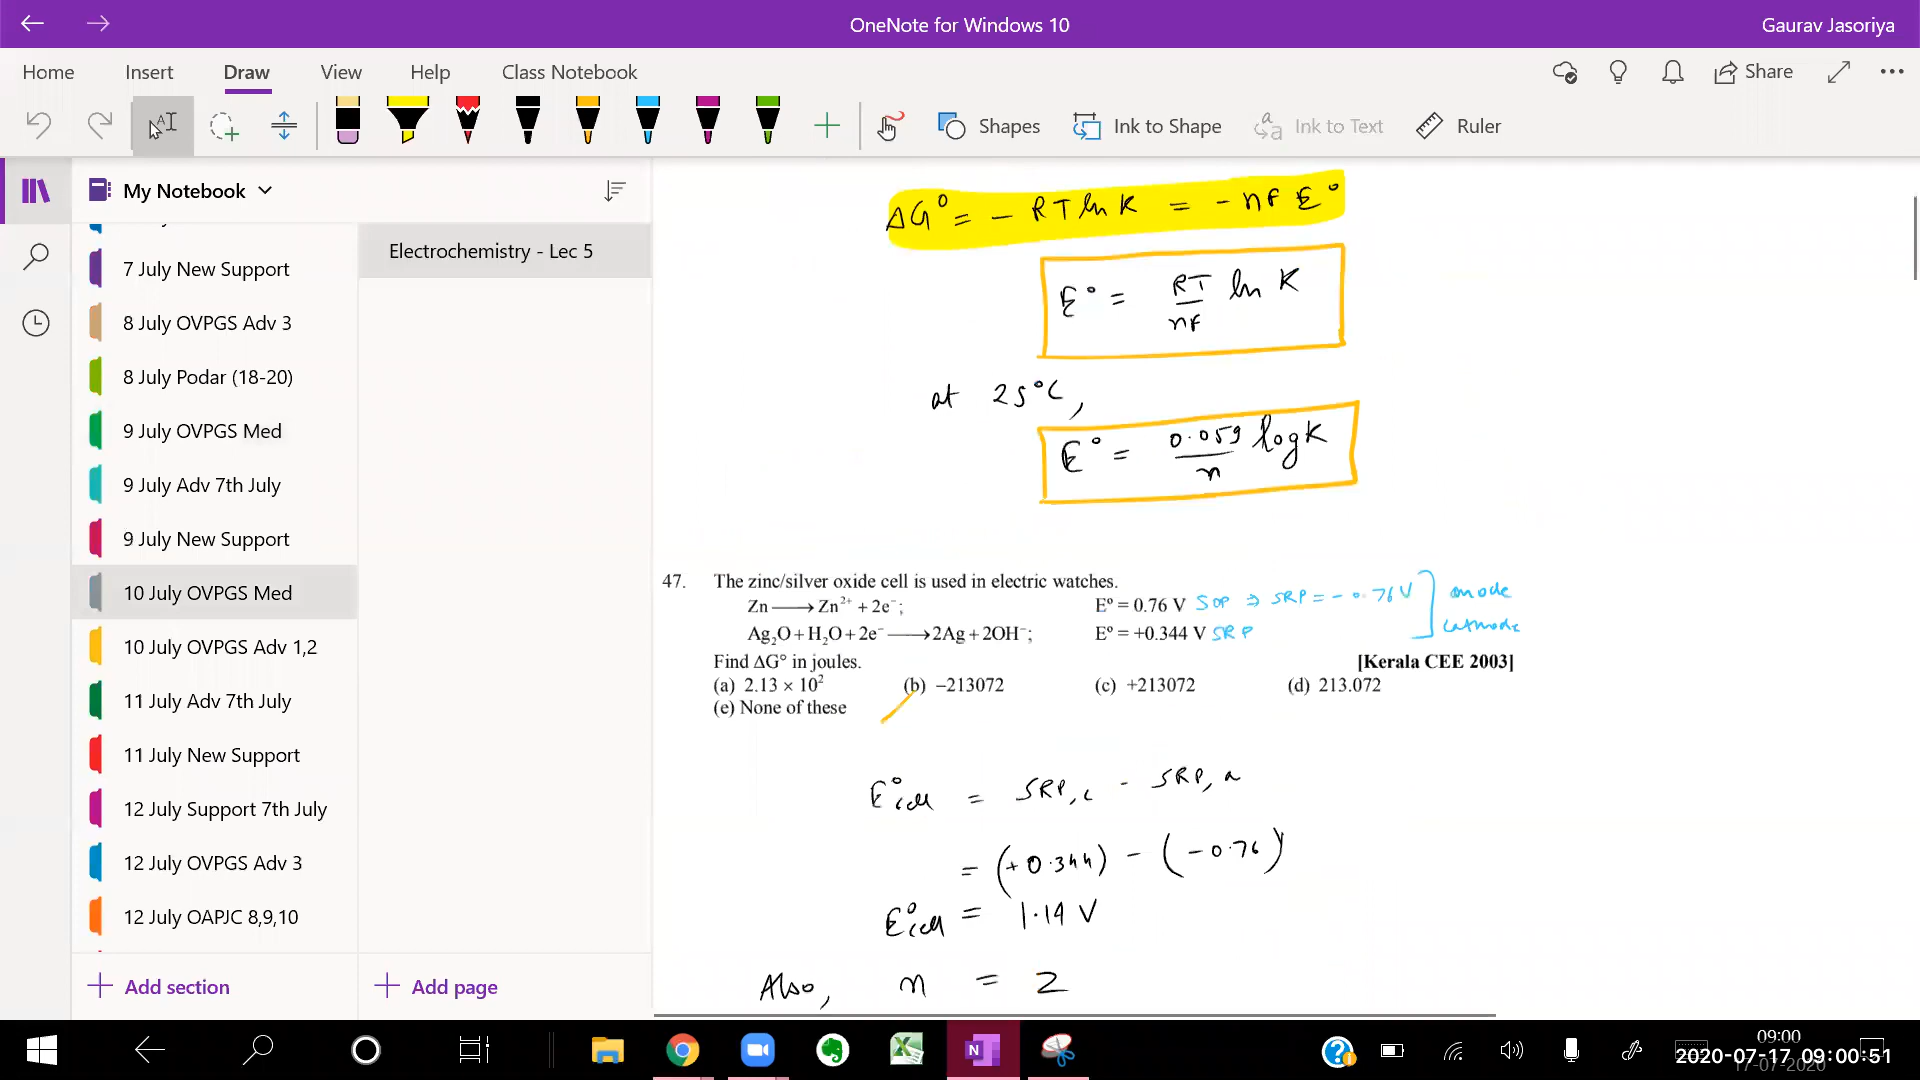 OneNote for Windows 10
Gaurav Jasoriya
Home Insert Draw View Help Class Notebook
Share
Shapes Ink to Shape Ink to Text Ruler
My Notebook
7 July New Support
8 July OVPGS Adv 3
8 July Podar (18-20)
9 July OVPGS Med
9 July Adv 7th July
9 July New Support
10 July OVPGS Med
10 July OVPGS Adv 1,2
11 July Adv 7th July
11 July New Support
12 July Support 7th July
12 July OVPGS Adv 3
12 July OAPJC 8,9,10
Add section
Electrochemistry - Lec 5
Add page
ΔG° = - RT ln K = - nF E°
E° = RT/nF ln K
at 25°C,
E° = 0.059/n log K
47. The zinc/silver oxide cell is used in electric watches.
Zn ⟶ Zn²⁺ + 2e⁻; E° = 0.76 V SOP ⇒ SRP = - 0.76 V anode
Ag₂O + H₂O + 2e⁻ ⟶ 2Ag + 2OH⁻; E° = +0.344 V SRP cathode
Find ΔG° in joules. [Kerala CEE 2003]
(a) 2.13 × 10² (b) –213072 (c) +213072 (d) 213.072
(e) None of these
E°cell = SRP,c - SRP,a
= (+0.344) - (-0.76)
E°cell = 1.14 V
Also, n = 2
09:00
2020-07-17 09:00:51
17-07-2020